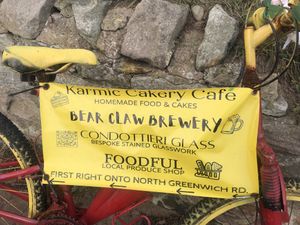 Karmic Cakery Cafe
HOMEMADE FOOD & CAKES
BEAR CLAW BREWERY
CONDOTTIERI GLASS
BESPOKE STAINED GLASSWORK
FOODFUL
LOCAL PRODUCE SHOP
FIRST RIGHT ONTO NORTH GREENWICH RD.